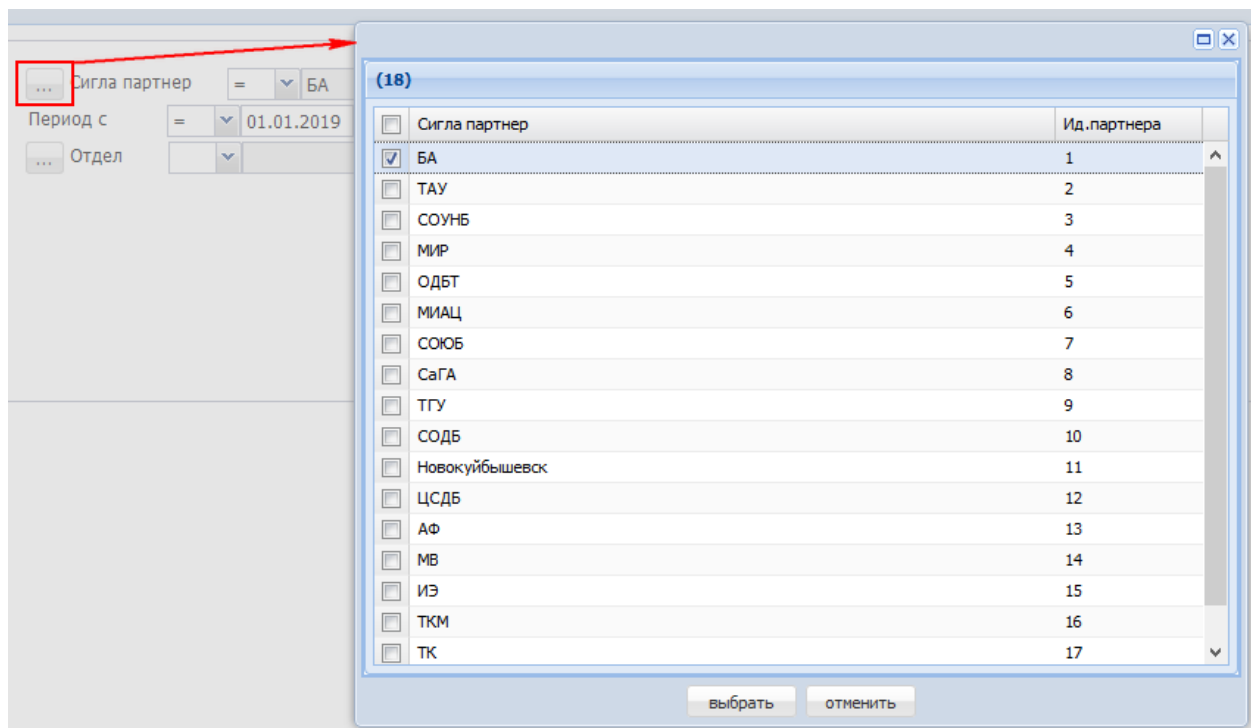 (18)
... Сигла партнер = БА
Период с = 01.01.2019
... Отдел
Сигла партнер Ид.партнера
БА 1
ТАУ 2
СОУНБ 3
МИР 4
ОДБТ 5
МИАЦ 6
СОЮБ 7
СаГА 8
ТГУ 9
СОДБ 10
Новокуйбышевск 11
ЦСДБ 12
АФ 13
МВ 14
ИЭ 15
ТКМ 16
ТК 17
выбрать отменить